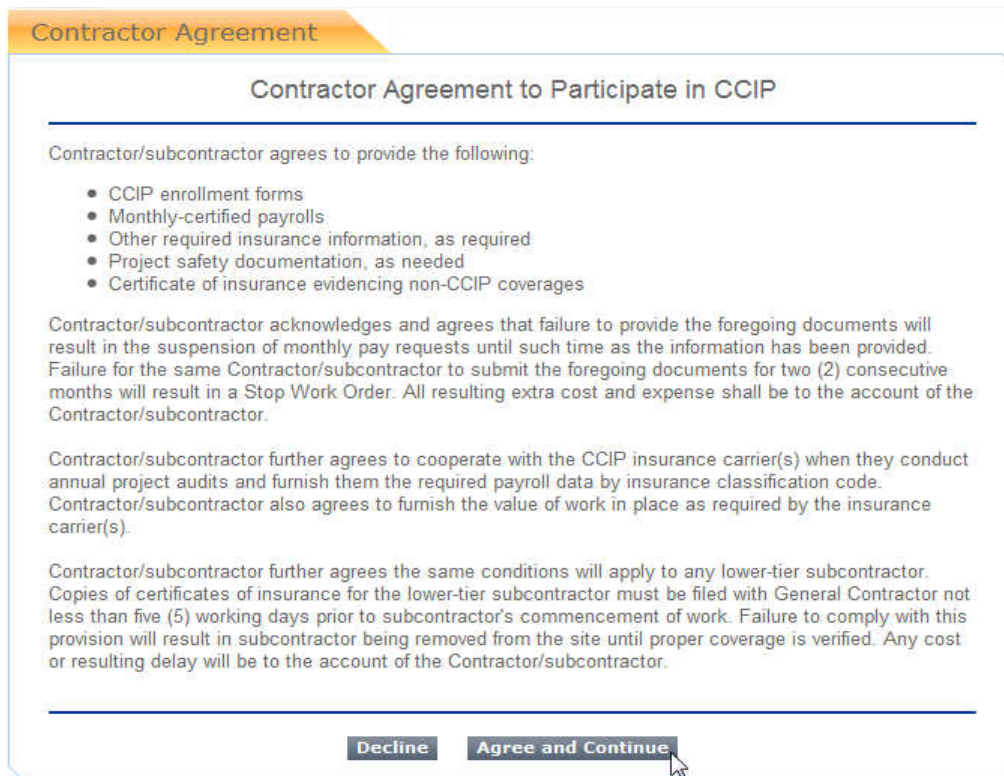 Contractor Agreement
Contractor Agreement to Participate in CCIP
Contractor/subcontractor agrees to provide the following:
● CCIP enrollment forms
● Monthly-certified payrolls
● Other required insurance information, as required
● Project safety documentation, as needed
● Certificate of insurance evidencing non-CCIP coverages
Contractor/subcontractor acknowledges and agrees that failure to provide the foregoing documents will
result in the suspension of monthly pay requests until such time as the information has been provided.
Failure for the same Contractor/subcontractor to submit the foregoing documents for two (2) consecutive
months will result in a Stop Work Order. All resulting extra cost and expense shall be to the account of the
Contractor/subcontractor.
Contractor/subcontractor further agrees to cooperate with the CCIP insurance carrier(s) when they conduct
annual project audits and furnish them the required payroll data by insurance classification code.
Contractor/subcontractor also agrees to furnish the value of work in place as required by the insurance
carrier(s).
Contractor/subcontractor further agrees the same conditions will apply to any lower-tier subcontractor.
Copies of certificates of insurance for the lower-tier subcontractor must be filed with General Contractor not
less than five (5) working days prior to subcontractor's commencement of work. Failure to comply with this
provision will result in subcontractor being removed from the site until proper coverage is verified. Any cost
or resulting delay will be to the account of the Contractor/subcontractor.
Decline Agree and Continue